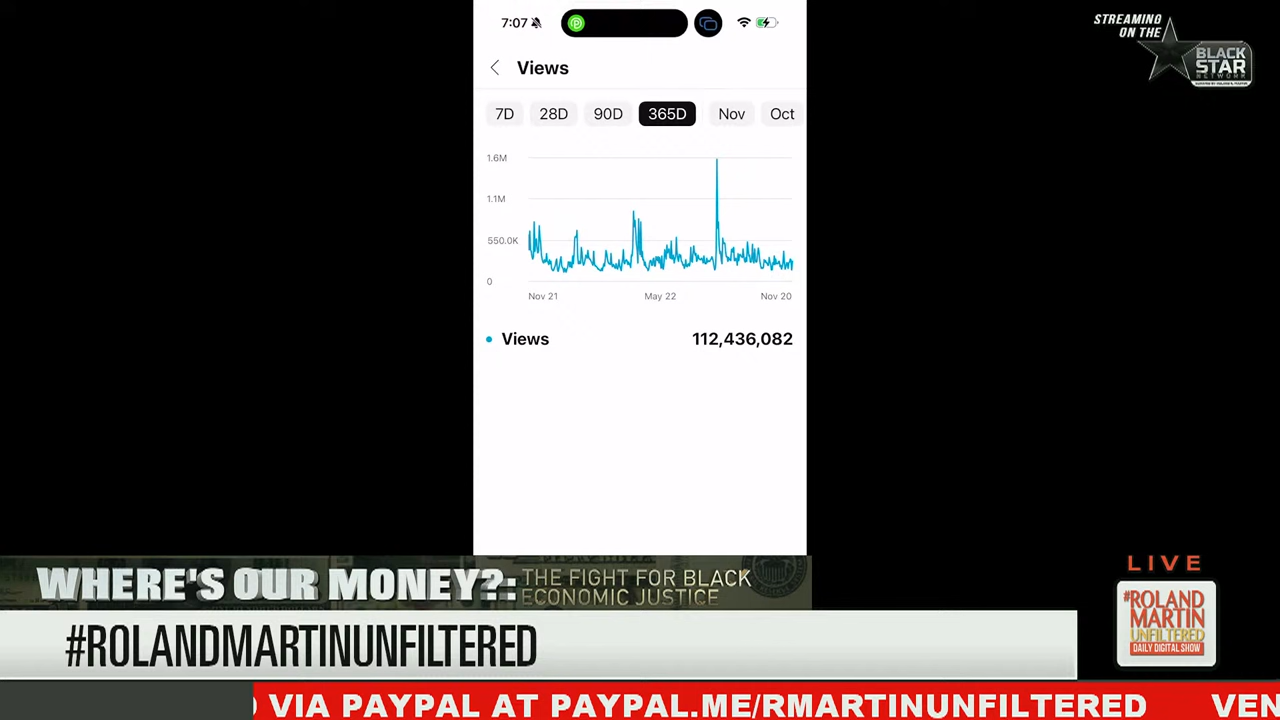 7:07
STREAMING
ON THE
BLACK
STAR
NETWORK
Views
7D 28D 90D 365D Nov Oct
1.6M
1.1M
550.0K
0
Nov 21 May 22 Nov 20
Views 112,436,082
WHERE'S OUR MONEY?: THE FIGHT FOR BLACK
ECONOMIC JUSTICE
#ROLANDMARTINUNFILTERED
LIVE
#ROLAND
MARTIN
UNFILTERED
DAILY DIGITAL SHOW
VIA PAYPAL AT PAYPAL.ME/RMARTINUNFILTERED VEN